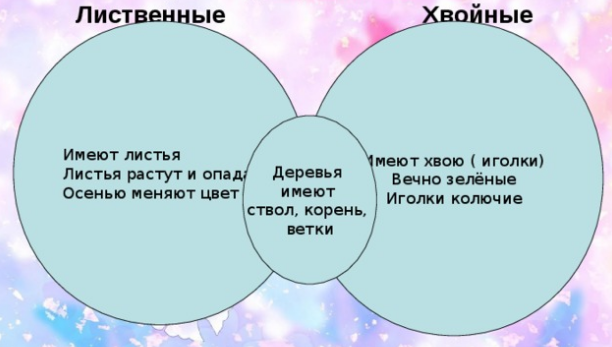 Лиственные
Хвойные
Имеют листья
Листья растут и опада
Осенью меняют цвет
Деревья
имеют
ствол, корень,
ветки
Имеют хвою ( иголки)
Вечно зелёные
Иголки колючие